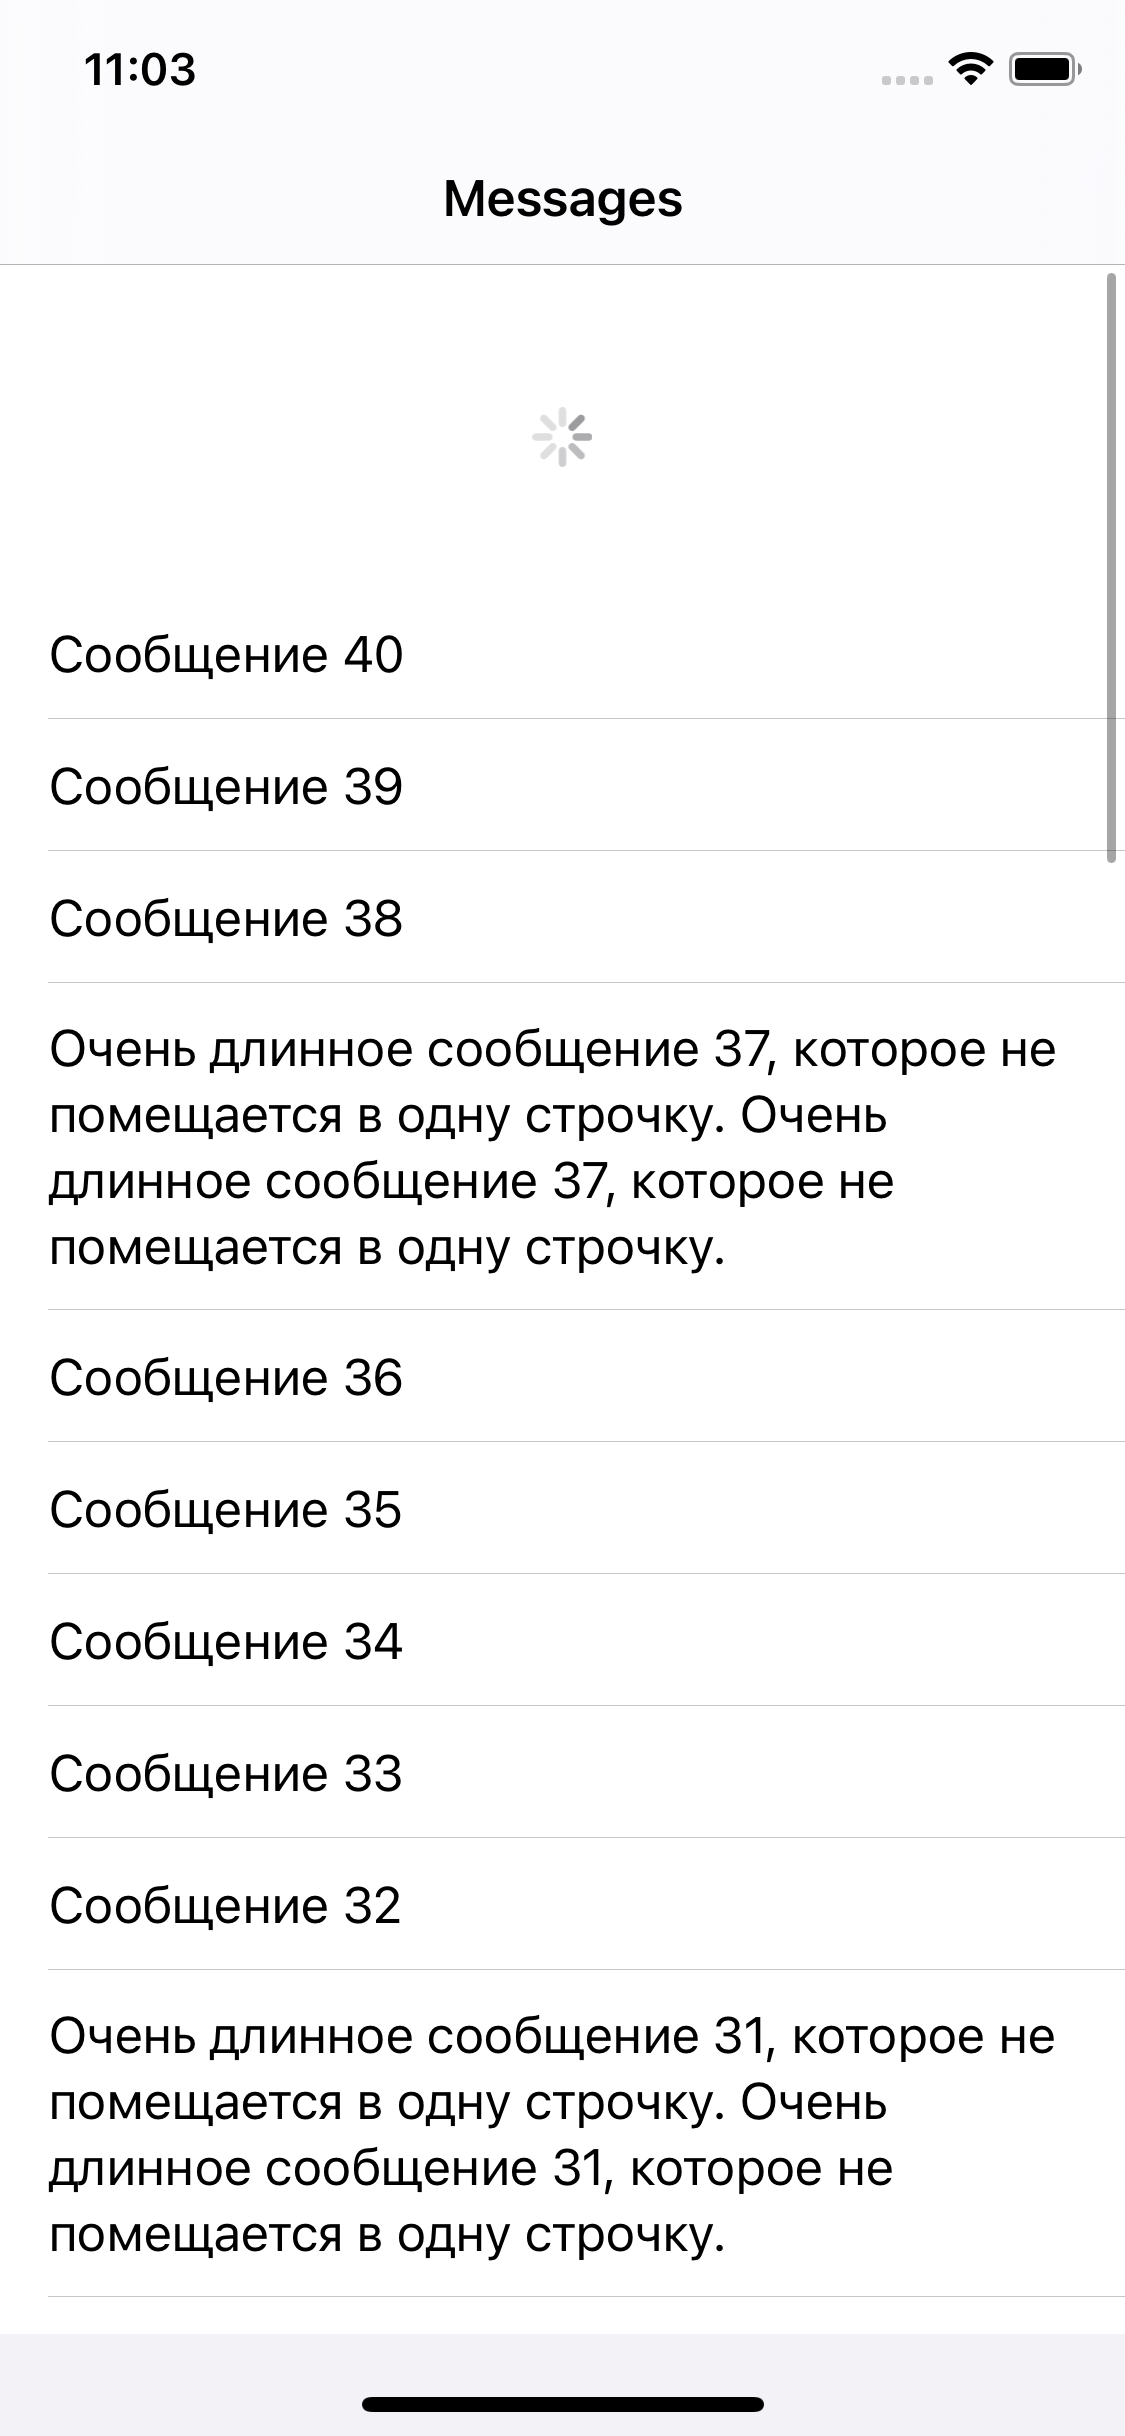 11:03
Messages
Сообщение 40
Сообщение 39
Сообщение 38
Очень длинное сообщение 37, которое не
помещается в одну строчку. Очень
длинное сообщение 37, которое не
помещается в одну строчку.
Сообщение 36
Сообщение 35
Сообщение 34
Сообщение 33
Сообщение 32
Очень длинное сообщение 31, которое не
помещается в одну строчку. Очень
длинное сообщение 31, которое не
помещается в одну строчку.